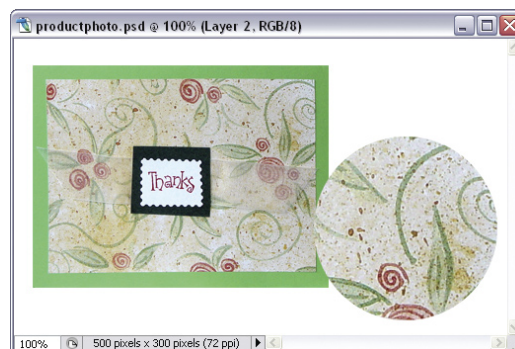 productphoto.psd @ 100% (Layer 2, RGB/8)
Thanks
100% 500 pixels x 300 pixels (72 ppi)